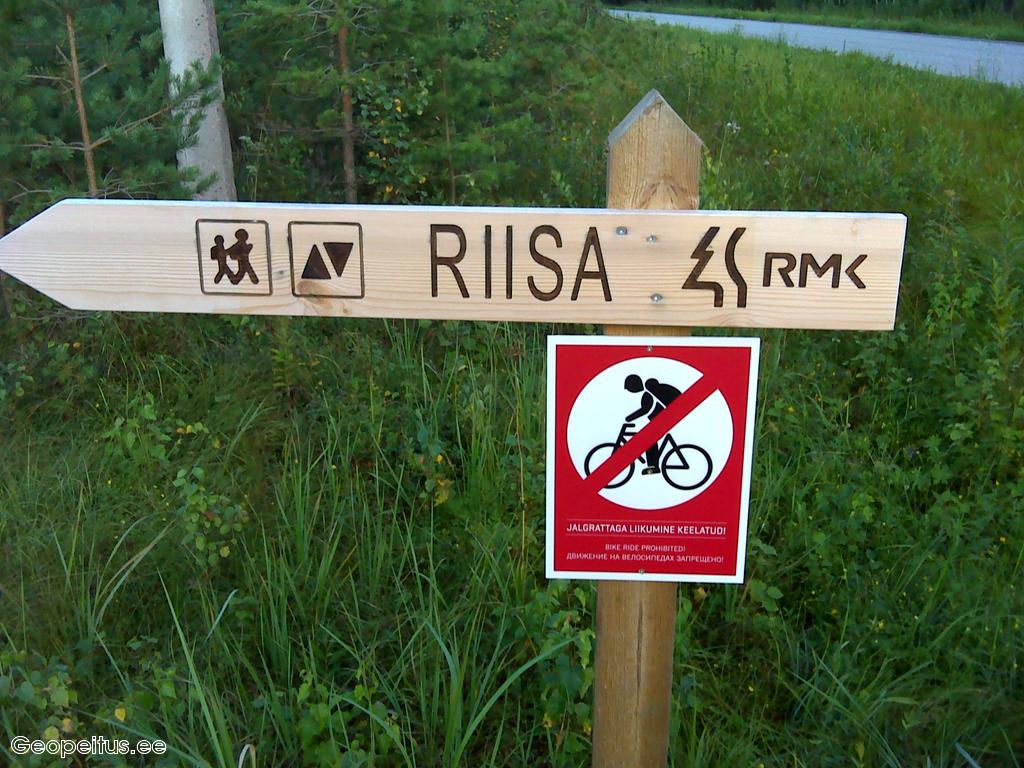 RIISA RMK
JALGRATTAGA LIIKUMINE KEELATUD!
BIKE RIDE PROHIBITED!
ДВИЖЕНИЕ НА ВЕЛОСИПЕДАХ ЗАПРЕЩЕНО!
Geopeitus.ee